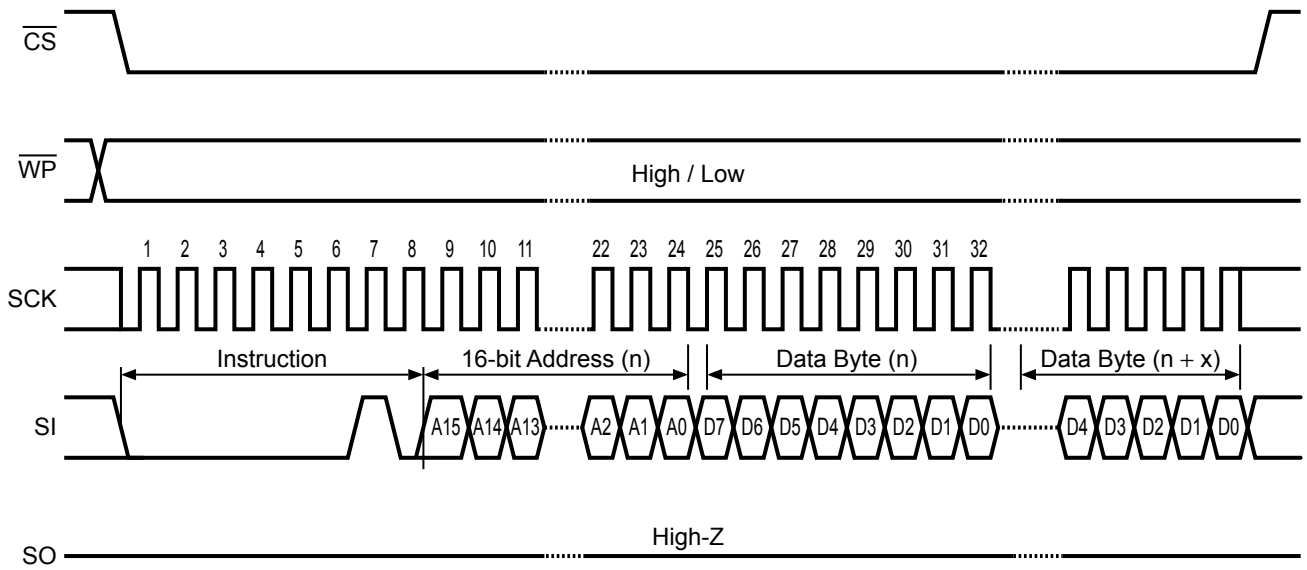 CS
WP
High / Low
1 2 3 4 5 6 7 8 9 10 11 22 23 24 25 26 27 28 29 30 31 32
SCK
Instruction 16-bit Address (n) Data Byte (n) Data Byte (n + x)
SI A15 A14 A13 A2 A1 A0 D7 D6 D5 D4 D3 D2 D1 D0 D4 D3 D2 D1 D0
High-Z
SO